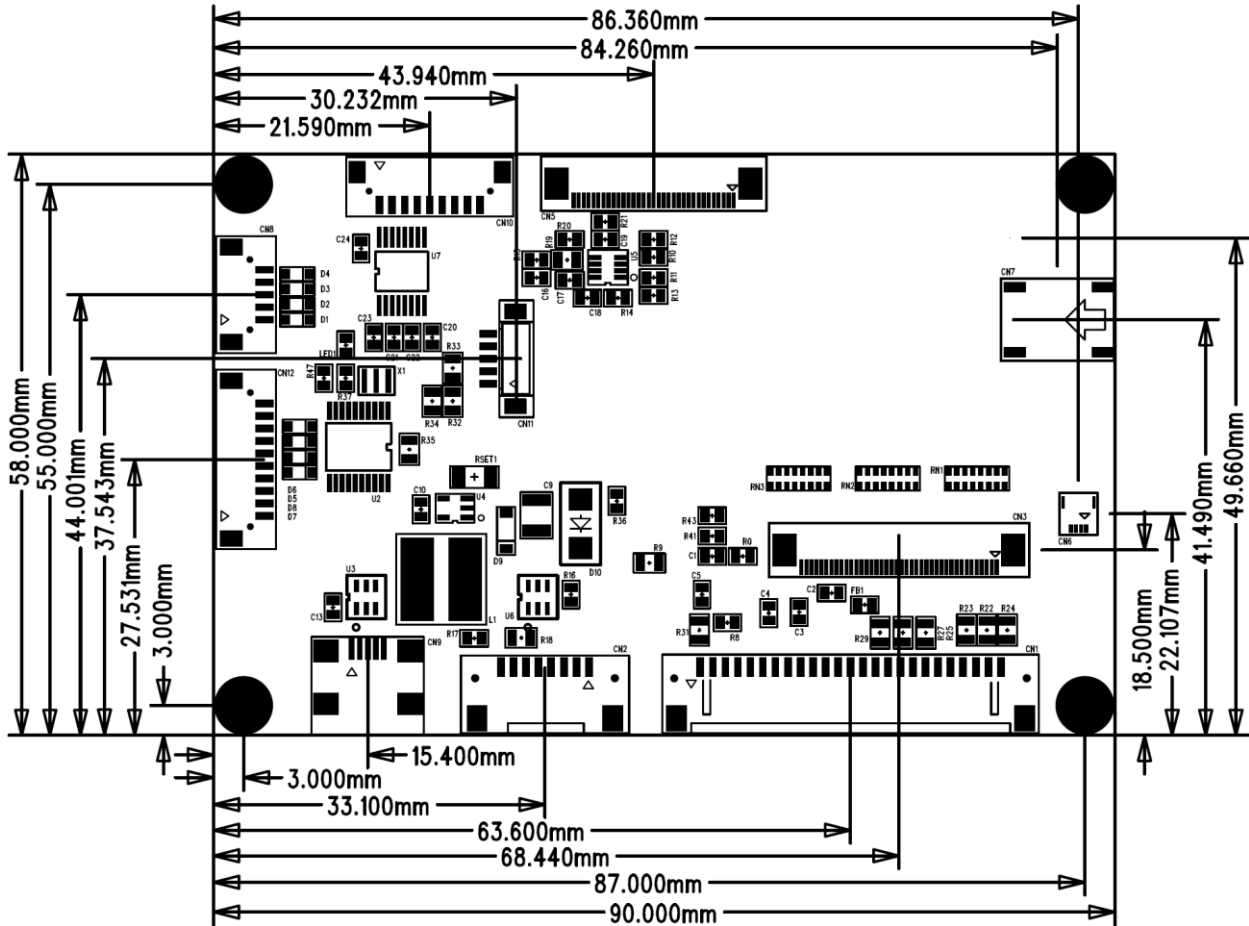 86.360mm
84.260mm
43.940mm
30.232mm
21.590mm
CN10
CN5
R21
R20
R19
C19
R12
R10
U5
C16
C17
R11
R13
C18
R14
CN8
C24
U7
D4
D3
D2
D1
CN7
C23
C20
LED1
R33
R47
R37
X1
CN12
R34
R32
CN11
R35
RSET1
U2
C10
U4
C9
D6
D5
D8
D7
D9
D10
R36
RN3
RN2
RN1
R43
R41
C1
R0
CN3
CN6
R9
U3
C13
L1
U6
R16
C5
C4
C3
C2
FB1
R31
R8
R29
R27
R25
R23
R22
R24
R17
R18
CN9
CN2
CN1
58.000mm
55.000mm
44.001mm
37.543mm
27.531mm
3.000mm
49.660mm
41.490mm
22.107mm
18.500mm
15.400mm
3.000mm
33.100mm
63.600mm
68.440mm
87.000mm
90.000mm